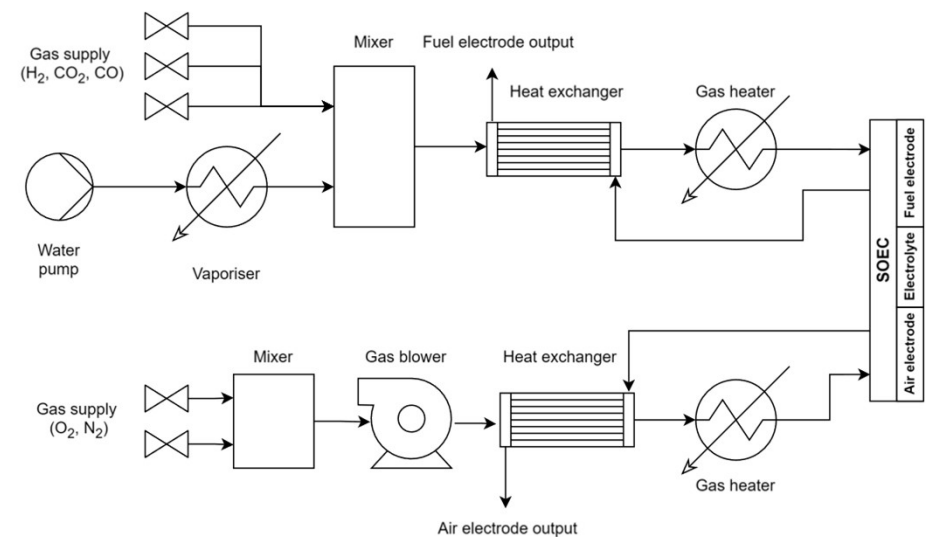 Mixer
Fuel electrode output
Gas supply
(H₂, CO₂, CO)
Heat exchanger
Gas heater
Water
pump
Vaporiser
SOEC
Fuel electrode
Electrolyte
Air electrode
Mixer
Gas blower
Heat exchanger
Gas supply
(O₂, N₂)
Gas heater
Air electrode output